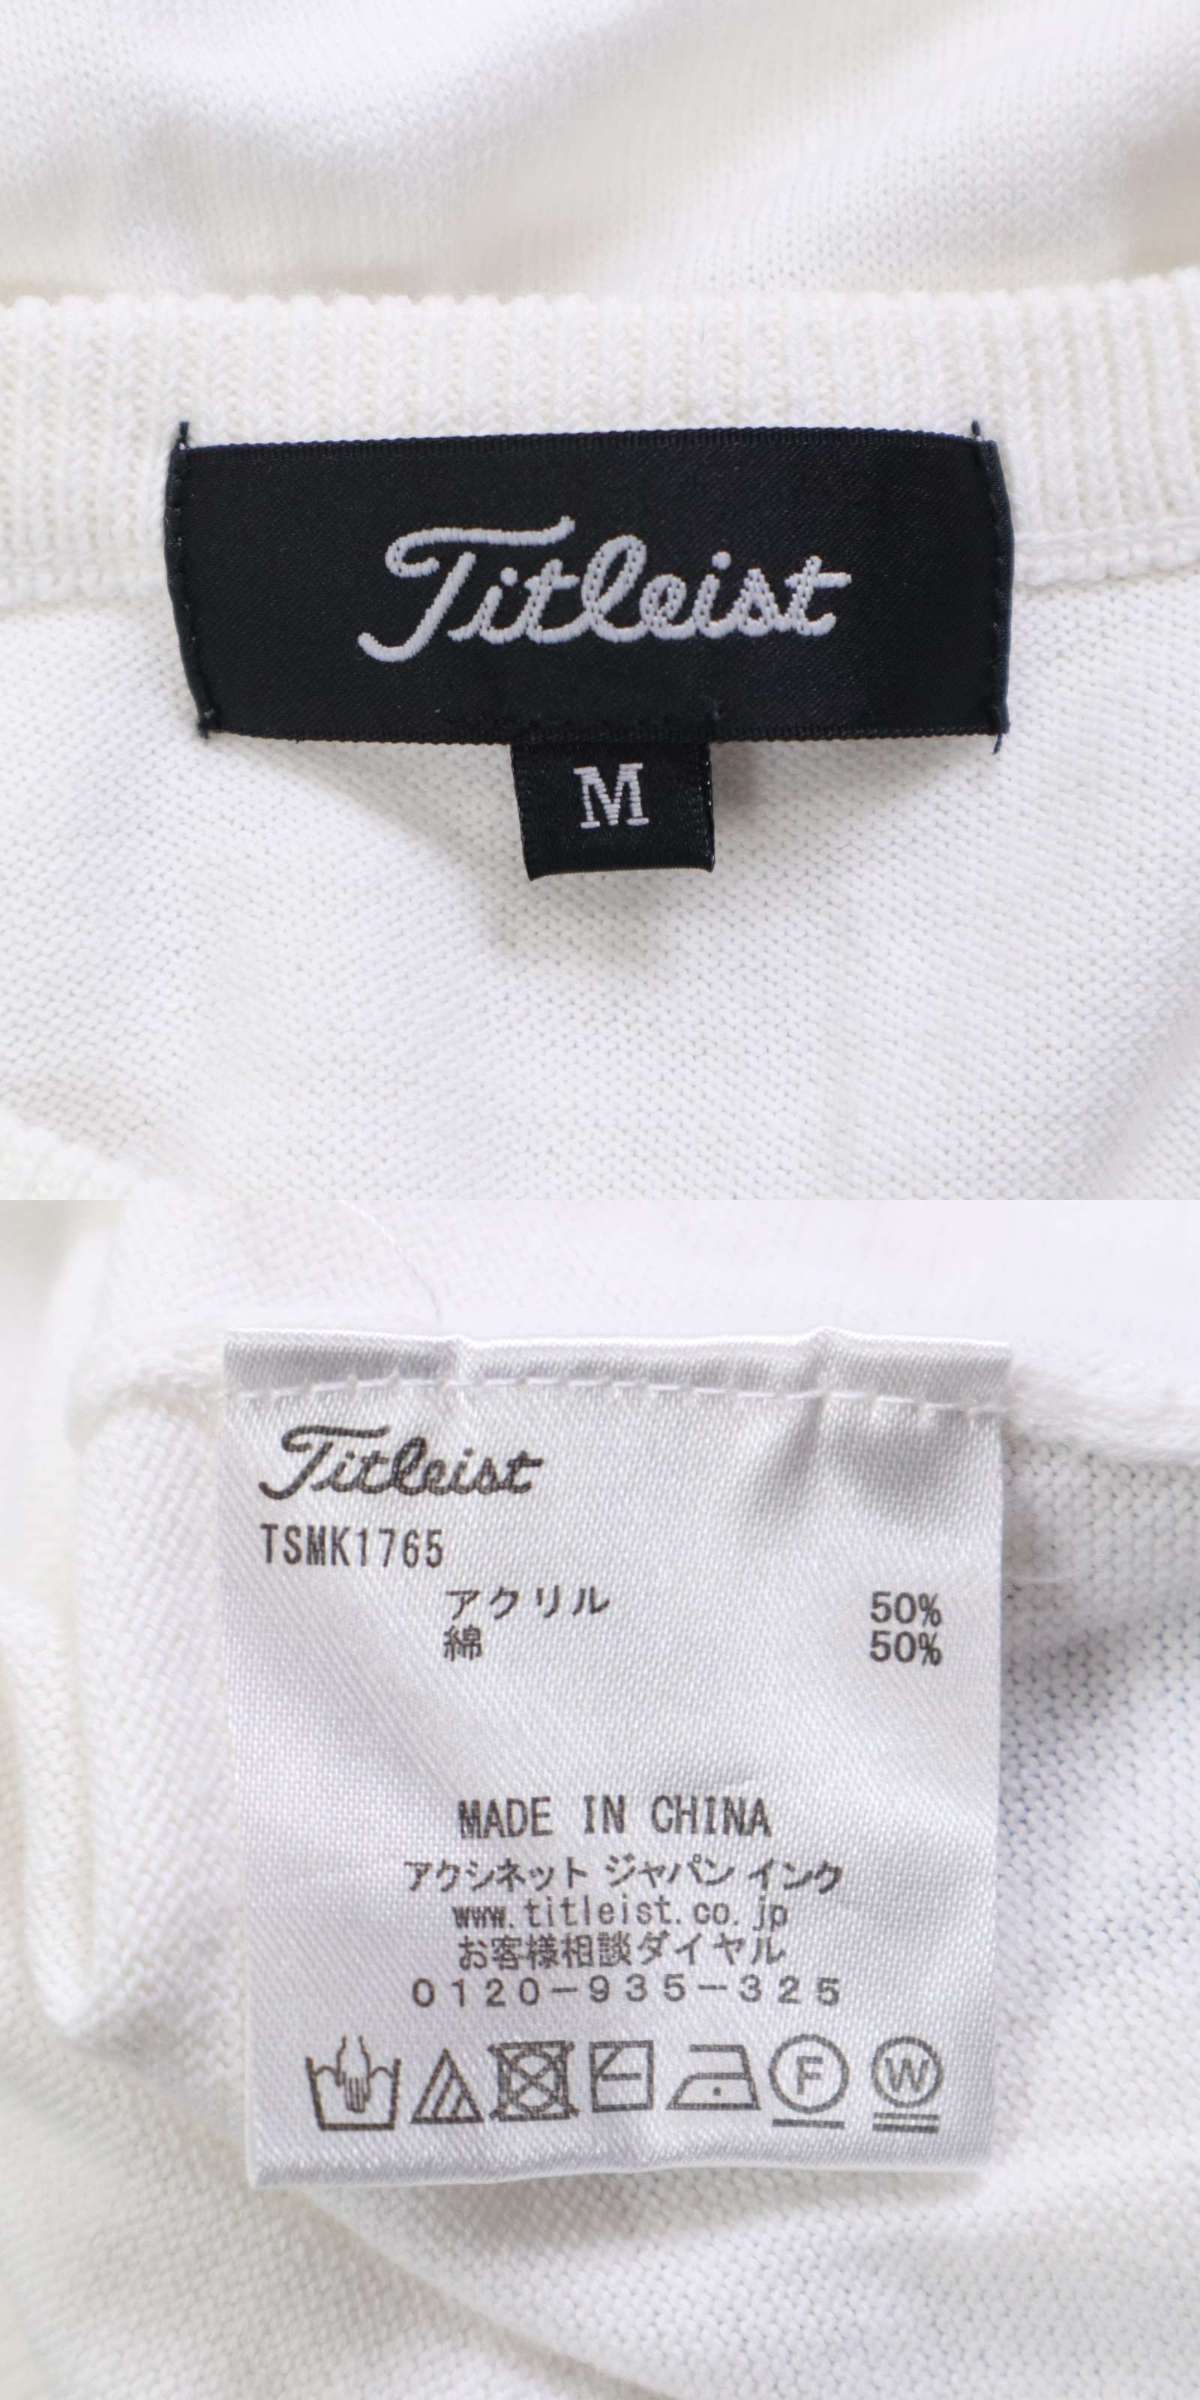 Titleist
M
Titleist
TSMK1765
アクリル 50%
綿 50%
MADE IN CHINA
アクシネット ジャパン インク
www.titleist.co.jp
お客様相談ダイヤル
0120-935-325
F W